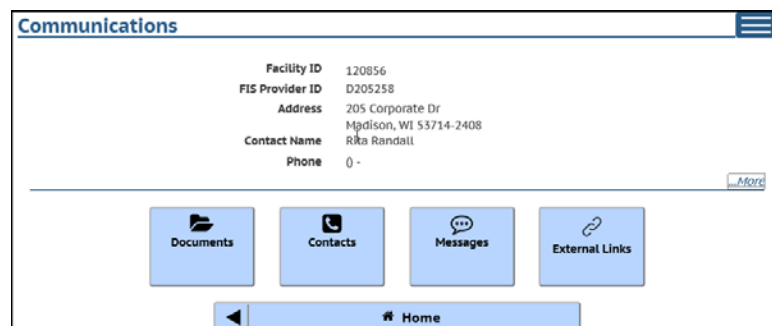 Communications
Facility ID 120856
FIS Provider ID D205258
Address 205 Corporate Dr
Madison, WI 53714-2408
Contact Name Rita Randall
Phone () -
...More
Documents Contacts Messages External Links
Home